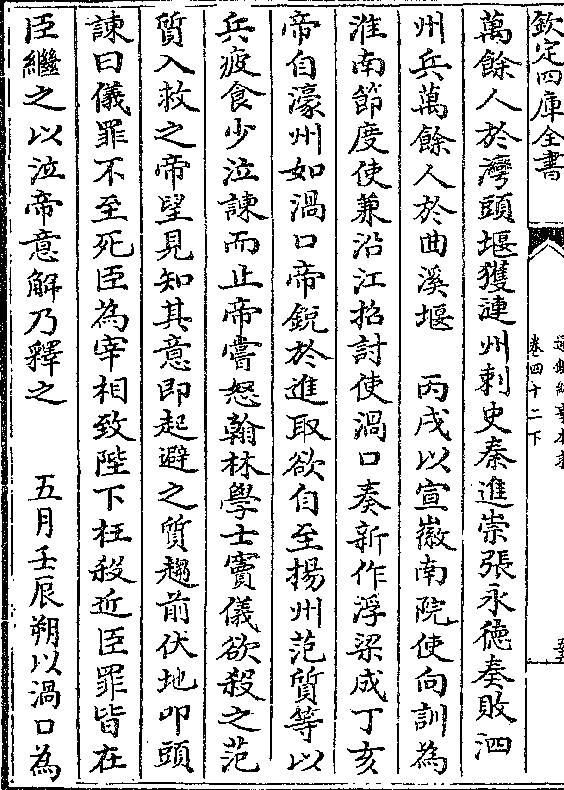 欽定四庫全書
卷四十二下
萬餘人於灣頭堰獲漣州刺史秦進崇張永德奏敗泗
州兵萬餘人於曲溪堰　丙戌以宣徽南院使向訓為
淮南節度使兼沿江招討使渦口奏新作浮梁成丁亥
帝自濠州如渦口帝銳於進取欲自至揚州范質等以
兵疲食少泣諫而止帝嘗怒翰林學士竇儀欲殺之范
質入救之帝望見知其意即起避之質趨前伏地叩頭
諫曰儀罪不至死臣為宰相致陛下枉殺近臣罪皆在
臣繼之以泣帝意解乃釋之　　五月壬辰朔以渦口為